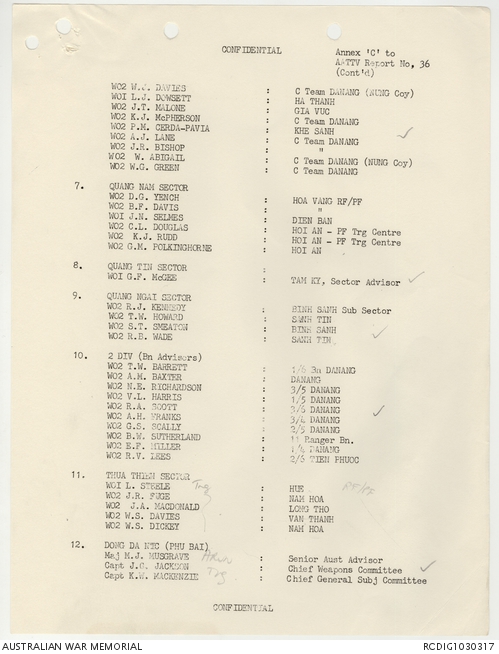 CONFIDENTIAL
Annex 'C' to
AATTV Report No, 36
(Cont'd)
WO2 W.J. DAVIES : C Team DANANG (NUNG Coy)
WO1 L.J. DOWSETT : HA THANH
WO2 J.T. MALONE : GIA VUC
WO2 K.J. McPHERSON : C Team DANANG
WO2 P.M. CERDA-PAVIA : KHE SANH
WO2 A.J. LANE : C Team DANANG
WO2 J.R. BISHOP : "
WO2 W. ABIGAIL : C Team DANANG (NUNG Coy)
WO2 W.G. GREEN : C Team DANANG
7. QUANG NAM SECTOR
WO2 D.G. YENCH : HOA VANG RF/PF
WO2 B.F. DAVIS : "
WO1 J.N. SELMES : DIEN BAN
WO2 C.L. DOUGLAS : HOI AN - PF Trg Centre
WO2 K.J. RUDD : HOI AN - PF Trg Centre
WO2 G.M. POLKINGHORNE : HOI AN
8. QUANG TIN SECTOR :
WO1 G.F. McGEE : TAM KY, Sector Advisor
9. QUANG NGAI SECTOR
WO2 R.J. KENNEDY : BINH SANH Sub Sector
WO2 T.W. HOWARD : SANH TIN
WO2 S.T. SMEATON : BINH SANH
WO2 R.B. WADE : SANH TIN
10. 2 DIV (Bn Advisers)
WO2 T.W. BARRETT : 1/6 Bn DANANG
WO2 A.M. BAXTER : DANANG
WO2 N.E. RICHARDSON : 3/5 DANANG
WO2 V.L. HARRIS : 1/5 DANANG
WO2 R.A. SCOTT : 3/6 DANANG
WO2 A.H. FRANKS : 3/4 DANANG
WO2 G.S. SCALLY : 2/5 DANANG
WO2 B.W. SUTHERLAND : 11 Ranger Bn.
WO2 E.F. MILLER : 1/4 DANANG
WO2 R.V. LEES : 2/6 TIEN PHUOC
11. THUA THIEN SECTOR
WO1 L. STEELE Trg : HUE RF/PF
WO2 J.R. FUGE : NAM HOA
WO2 J.A. MACDONALD : LONG THO
WO2 W.S. DAVIES : VAN THANH
WO2 W.S. DICKEY : NAM HOA
12. DONG DA NTC (PHU BAI)
Maj M.J. MUSGRAVE : Senior Aust Advisor
Capt J.C. JACKSON : Chief Weapons Committee
Capt K.W. MACKENZIE Trg : Chief General Subj Committee
CONFIDENTIAL
AUSTRALIAN WAR MEMORIAL
RCDIG1030317